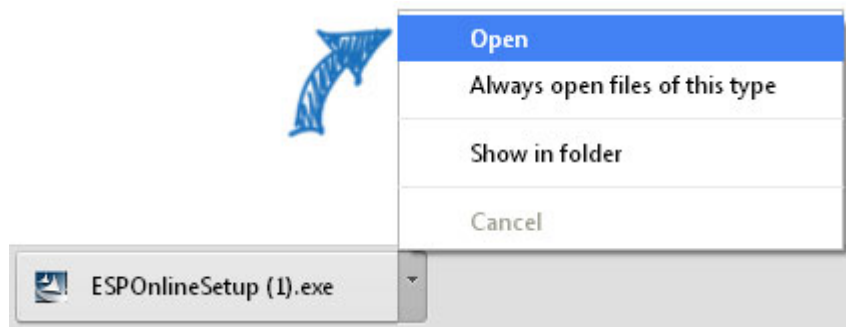 Open
Always open files of this type
Show in folder
Cancel
ESPOnlineSetup (1).exe